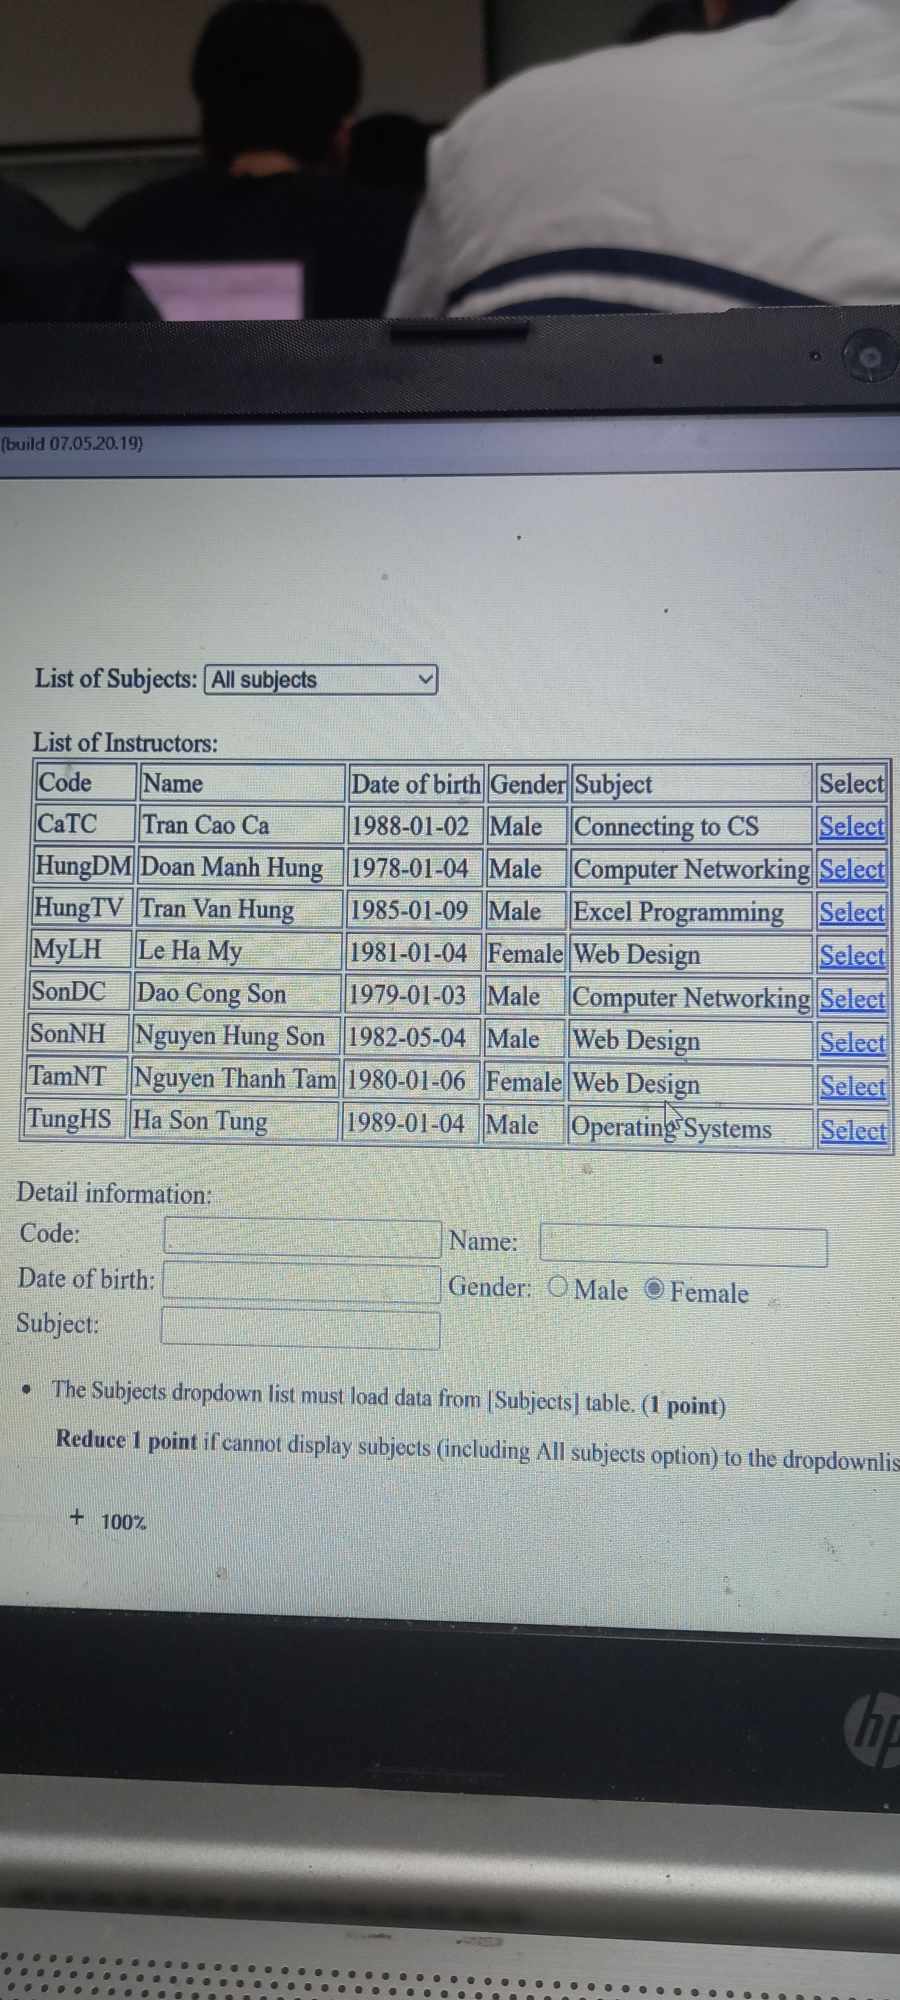 (build 07.05.20.19)
List of Subjects: All subjects
List of Instructors:
Code Name Date of birth Gender Subject Select
CaTC Tran Cao Ca 1988-01-02 Male Connecting to CS Select
HungDM Doan Manh Hung 1978-01-04 Male Computer Networking Select
HungTV Tran Van Hung 1985-01-09 Male Excel Programming Select
MyLH Le Ha My 1981-01-04 Female Web Design Select
SonDC Dao Cong Son 1979-01-03 Male Computer Networking Select
SonNH Nguyen Hung Son 1982-05-04 Male Web Design Select
TamNT Nguyen Thanh Tam 1980-01-06 Female Web Design Select
TungHS Ha Son Tung 1989-01-04 Male Operating Systems Select
Detail information:
Code: Name:
Date of birth: Gender: Male Female
Subject:
• The Subjects dropdown list must load data from [Subjects] table. (1 point)
Reduce 1 point if cannot display subjects (including All subjects option) to the dropdownlis
+ 100%
hp